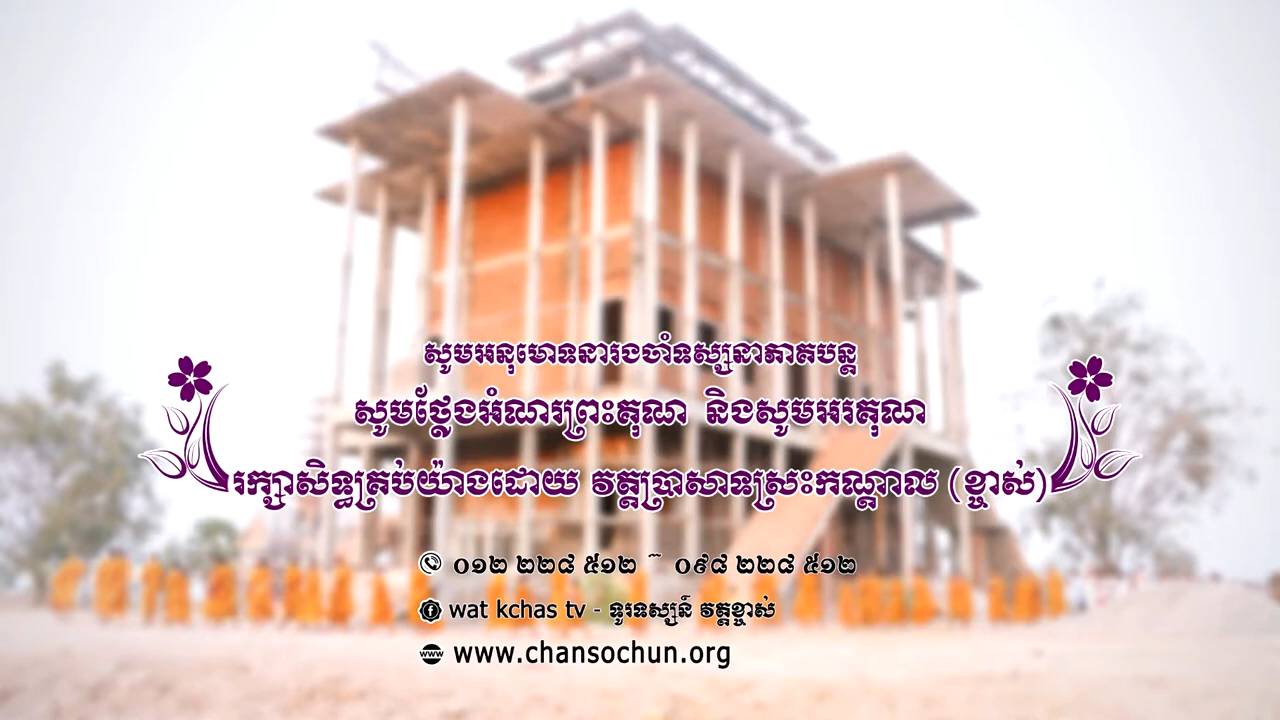 សូមអនុមោទនារងចាំទស្សនាភាគបន្ត
សូមថ្លែងអំណរព្រះគុណ និងសូមអរគុណ
រក្សាសិទ្ធគ្រប់យ៉ាងដោយ វត្តប្រាសាទស្រះកណ្តាល (ខ្ចាស់)
០១២ ២២៨ ៥១២ ~ ០៩៨ ២២៨ ៥១២
wat kchas tv - ទូរទស្សន៍ វត្តខ្ចាស់
www.chansochun.org